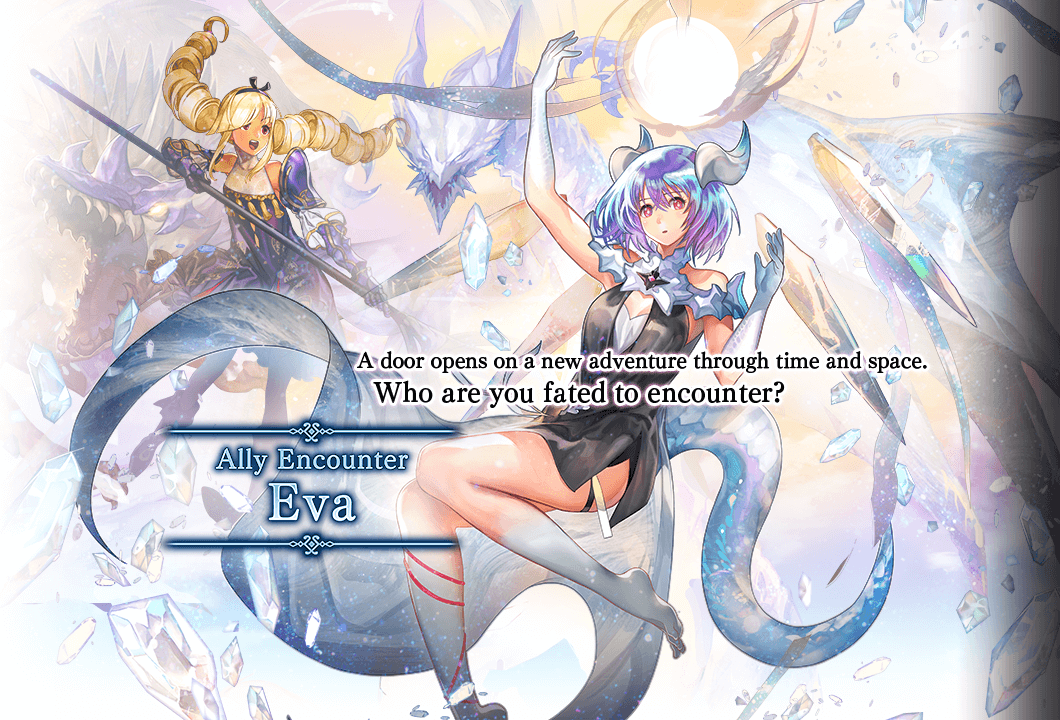 A door opens on a new adventure through time and space.
Who are you fated to encounter?
Ally Encounter
Eva